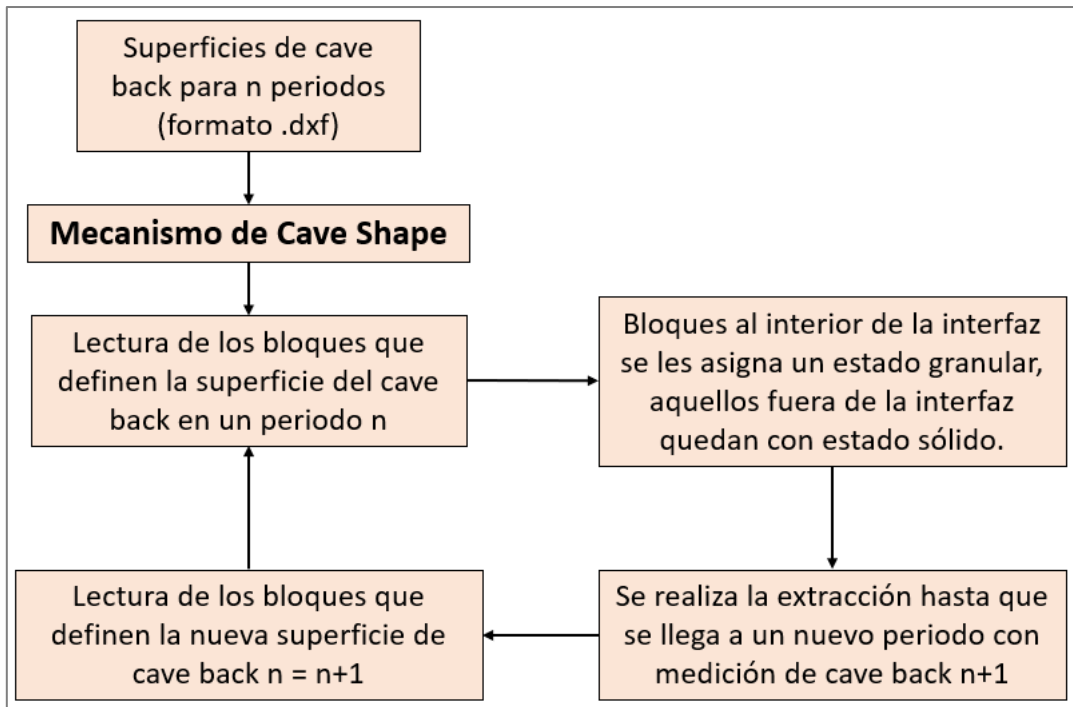 Superficies de cave
back para n periodos
(formato .dxf)
Mecanismo de Cave Shape
Lectura de los bloques que
definen la superficie del cave
back en un periodo n
Bloques al interior de la interfaz
se les asigna un estado granular,
aquellos fuera de la interfaz
quedan con estado sólido.
Se realiza la extracción hasta que
se llega a un nuevo periodo con
medición de cave back n+1
Lectura de los bloques que
definen la nueva superficie de
cave back n = n+1